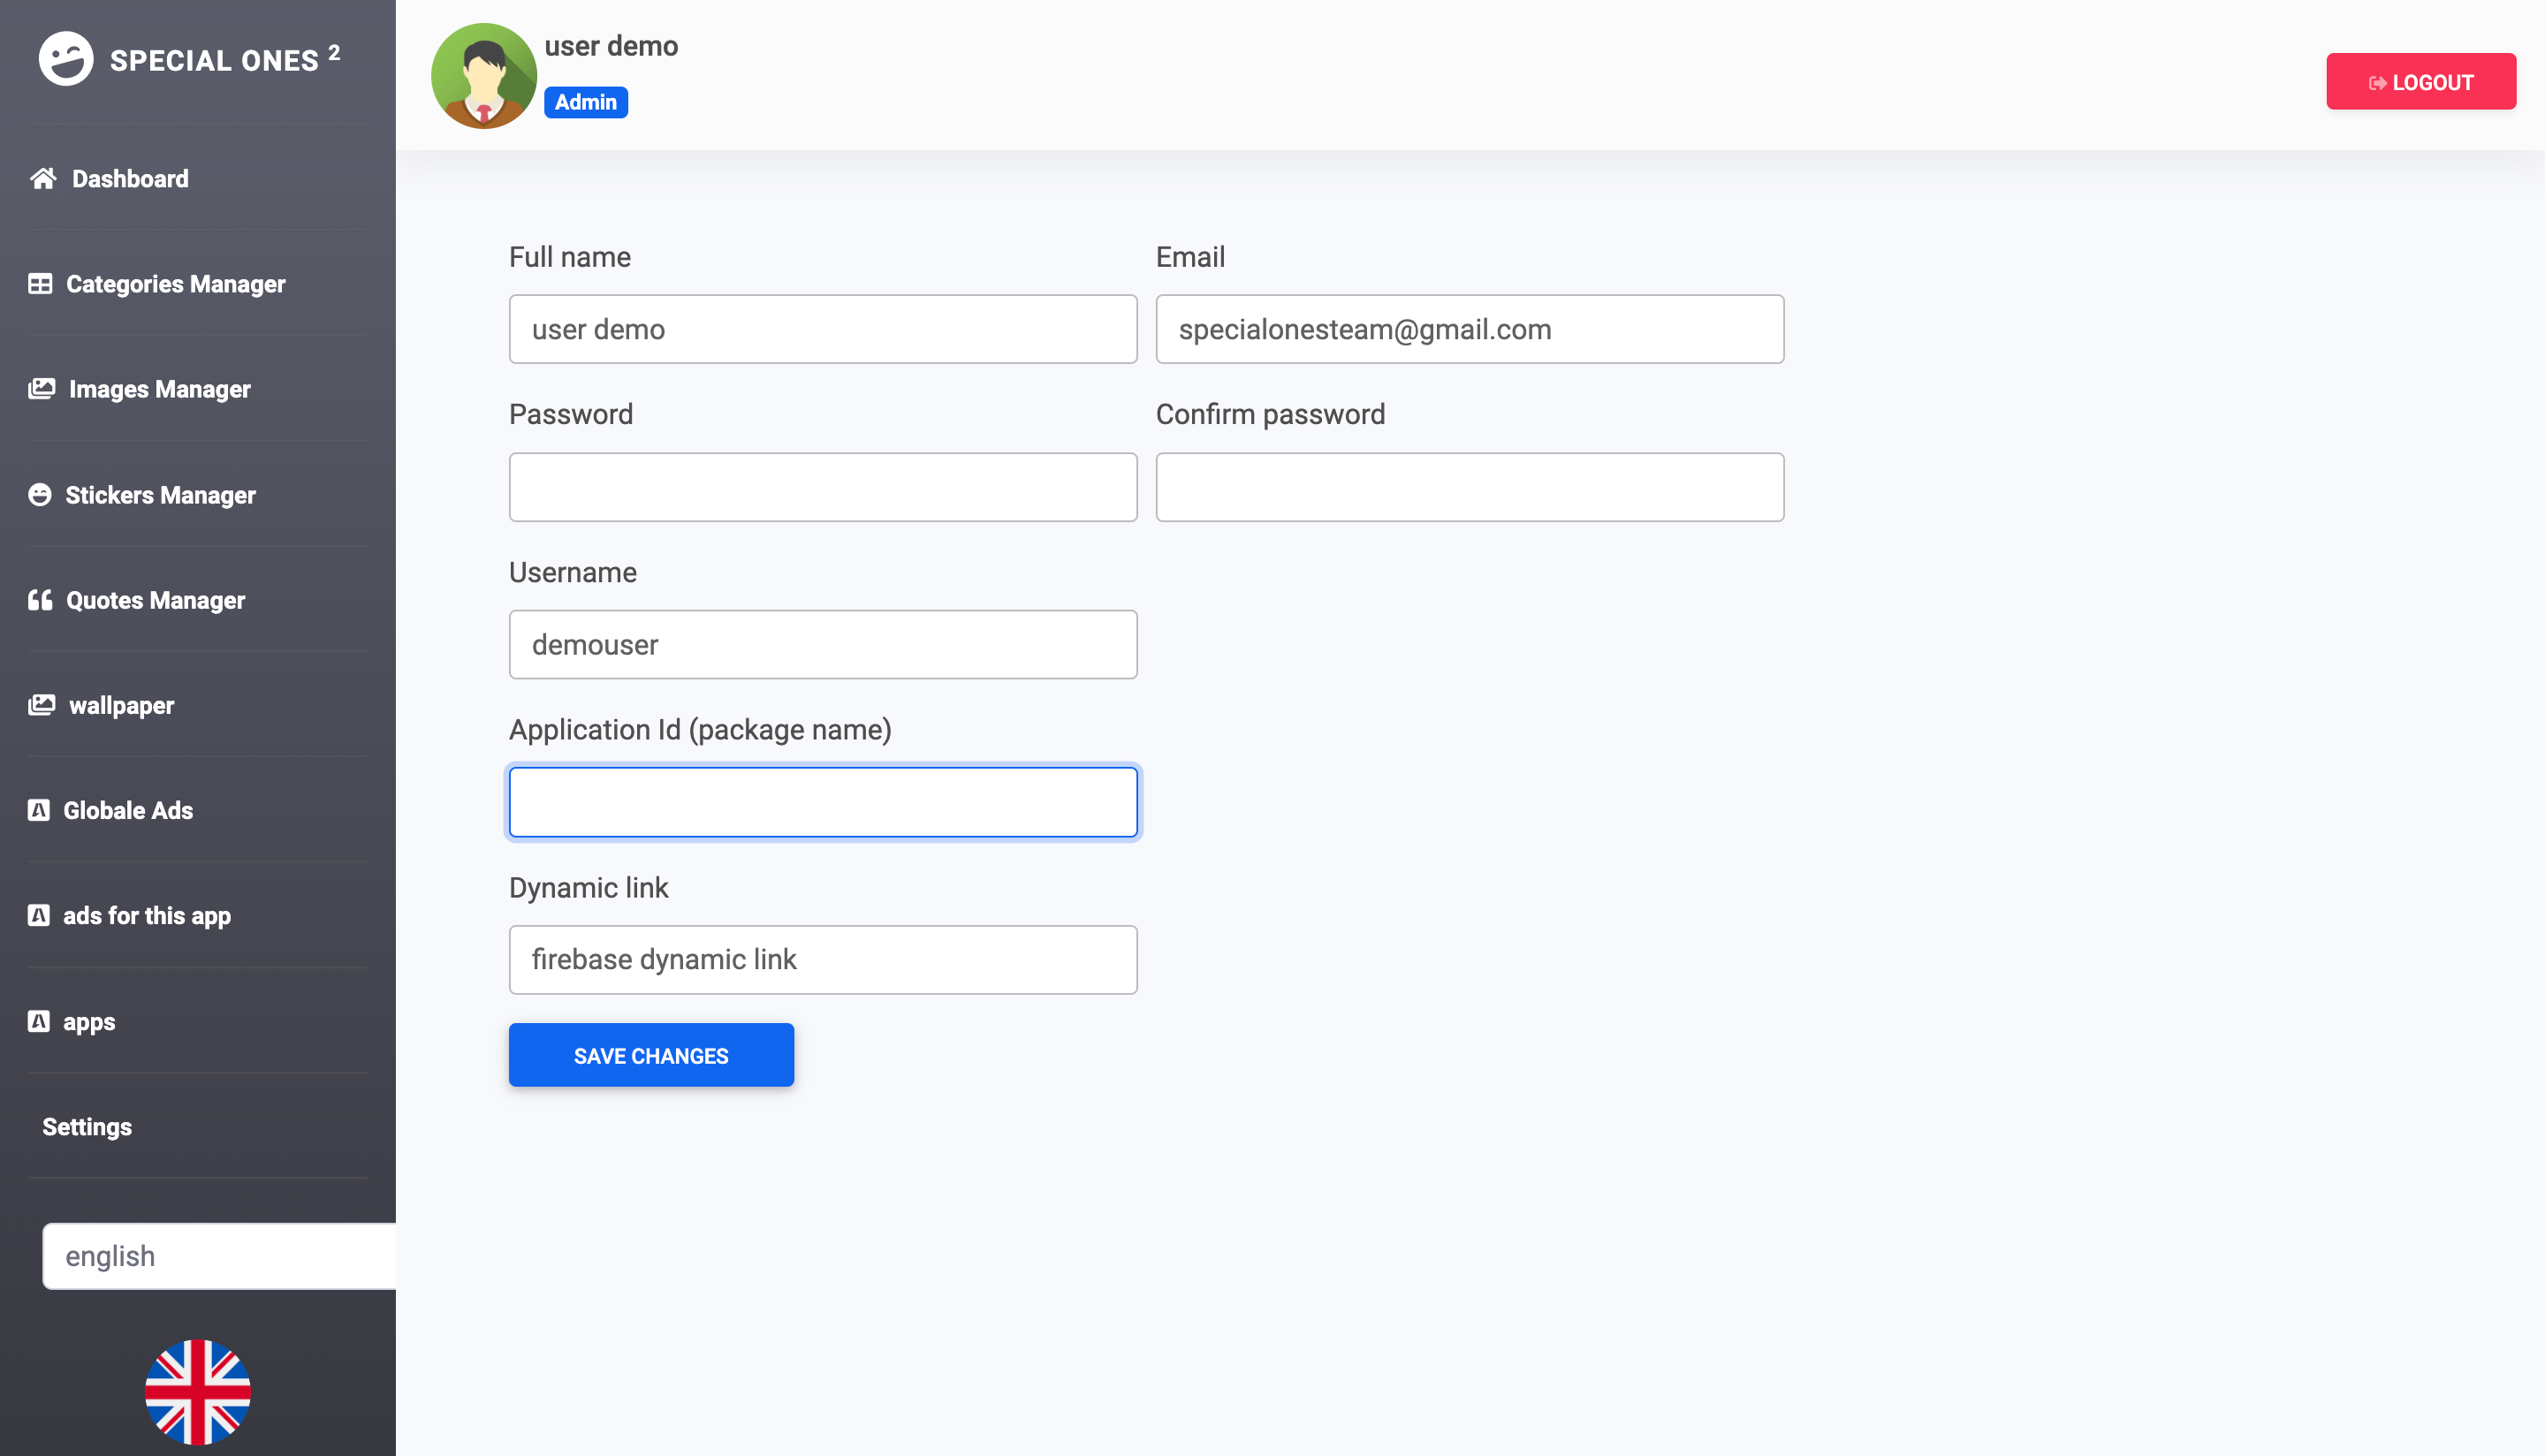 SPECIAL ONES 2
Dashboard
Categories Manager
Images Manager
Stickers Manager
Quotes Manager
wallpaper
Globale Ads
ads for this app
apps
Settings
english
user demo
Admin
LOGOUT
Full name
Email
user demo
specialonesteam@gmail.com
Password
Confirm password
Username
demouser
Application Id (package name)
Dynamic link
firebase dynamic link
SAVE CHANGES